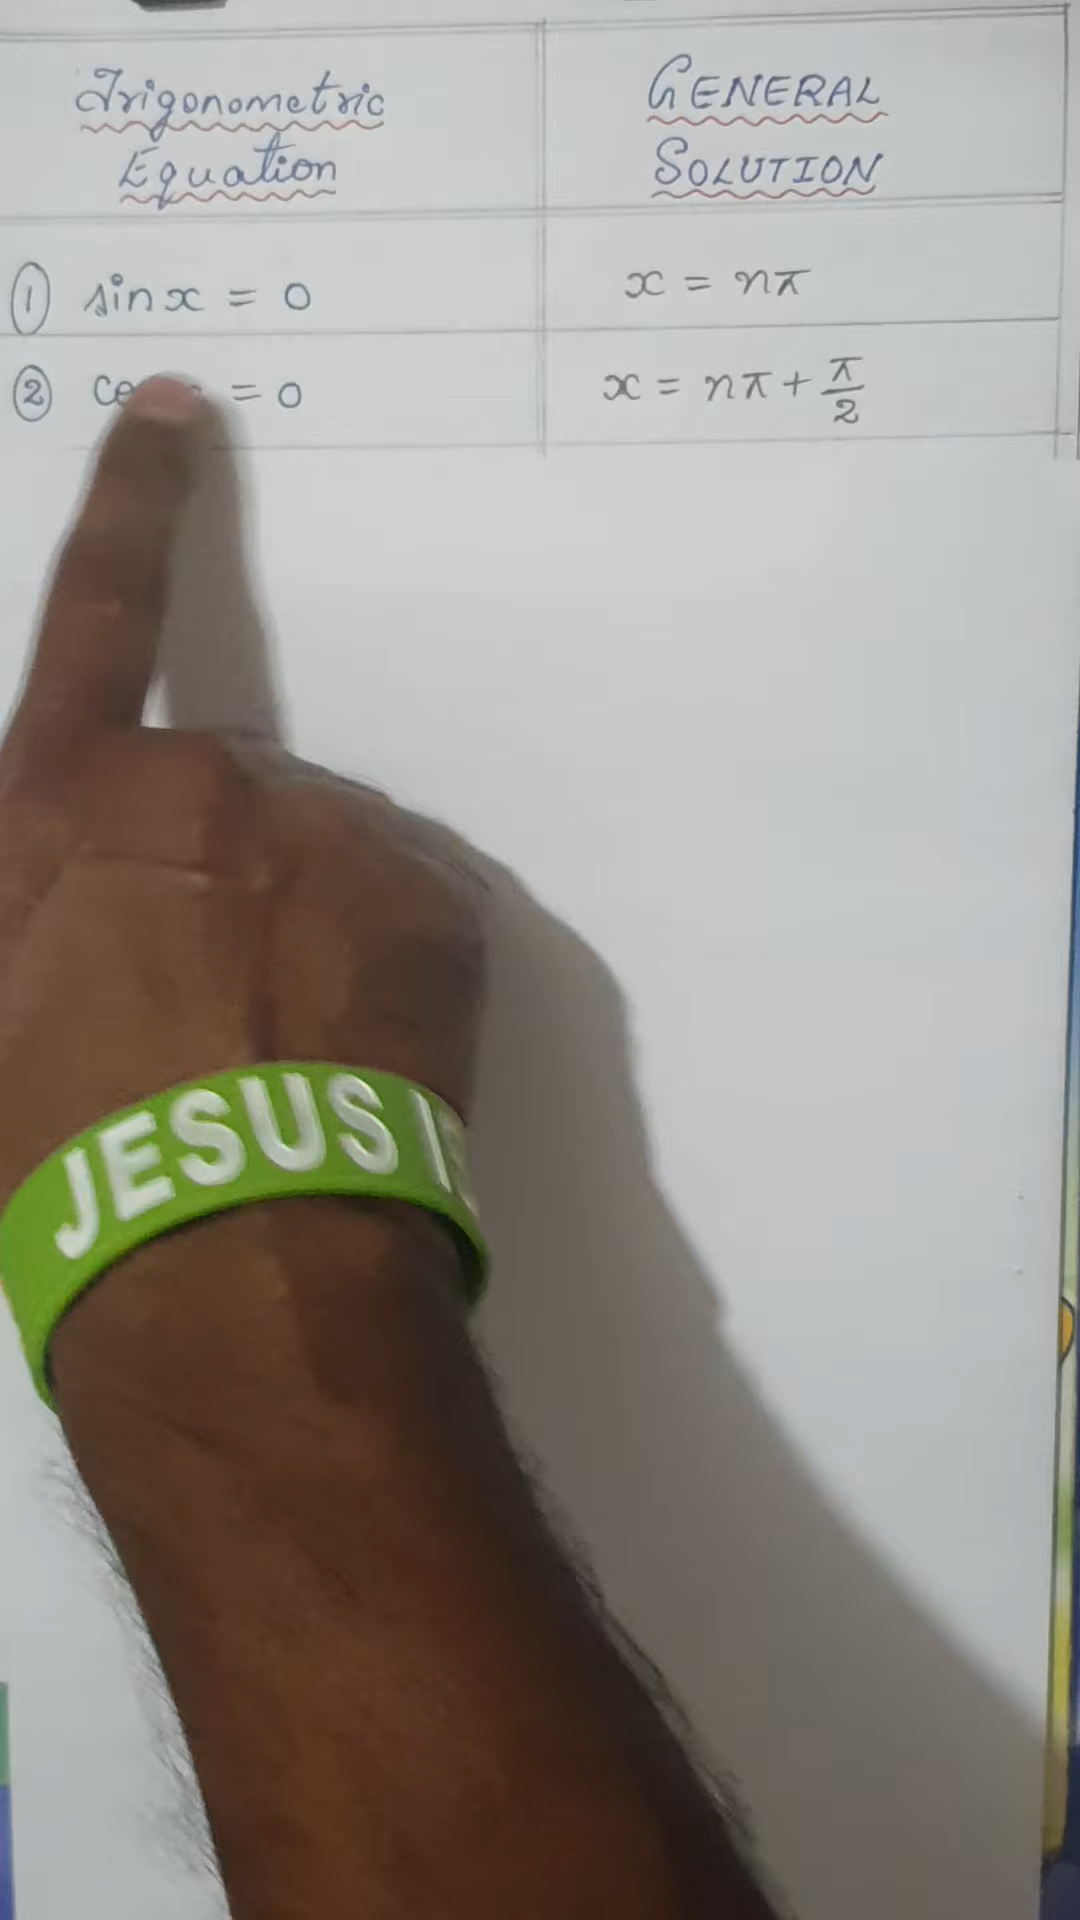 Trigonometric Equation
GENERAL SOLUTION
① sin x = 0
x = nπ
② = 0
x = nπ + π/2
JESUS